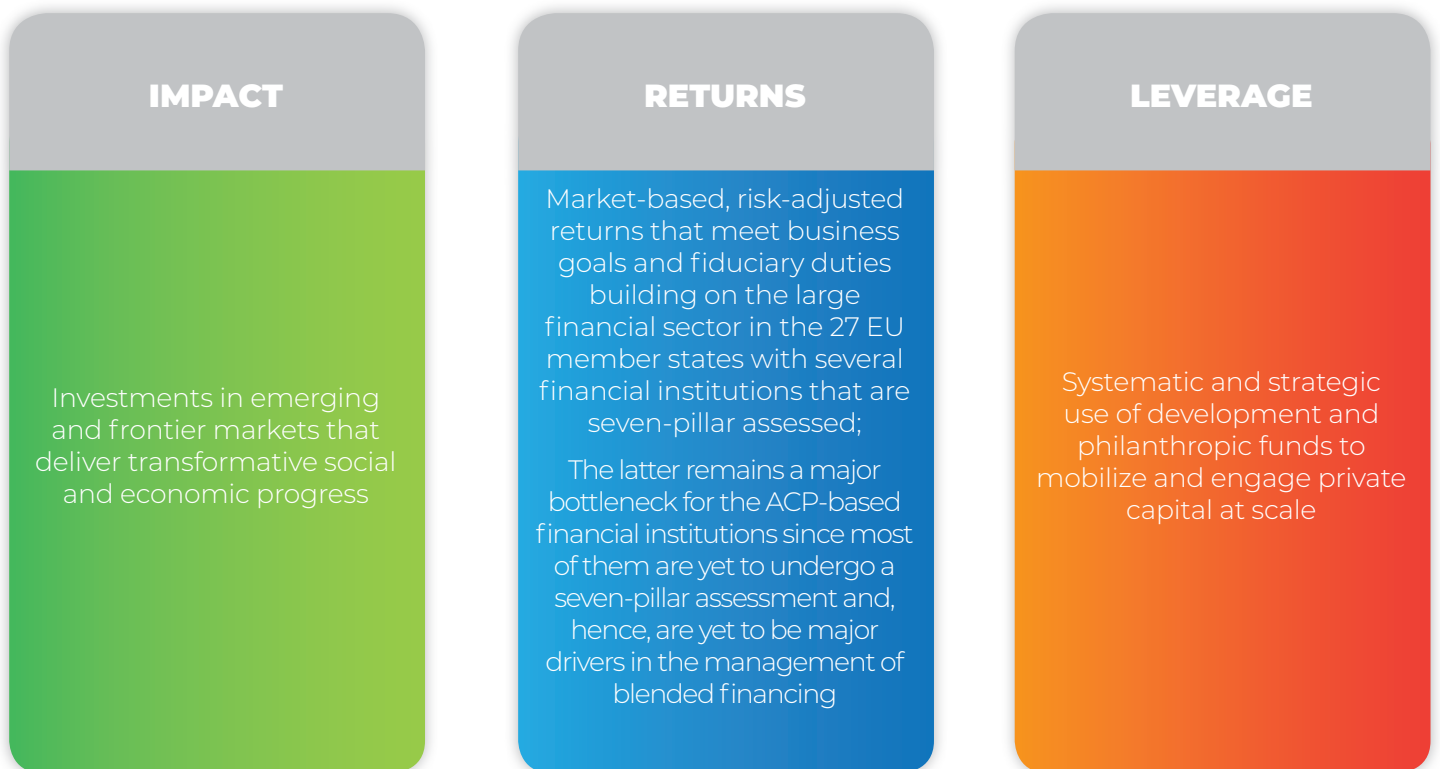 IMPACT
Investments in emerging
and frontier markets that
deliver transformative social
and economic progress
RETURNS
Market-based, risk-adjusted
returns that meet business
goals and fiduciary duties
building on the large
financial sector in the 27 EU
member states with several
financial institutions that are
seven-pillar assessed;
The latter remains a major
bottleneck for the ACP-based
financial institutions since most
of them are yet to undergo a
seven-pillar assessment and,
hence, are yet to be major
drivers in the management of
blended financing
LEVERAGE
Systematic and strategic
use of development and
philanthropic funds to
mobilize and engage private
capital at scale